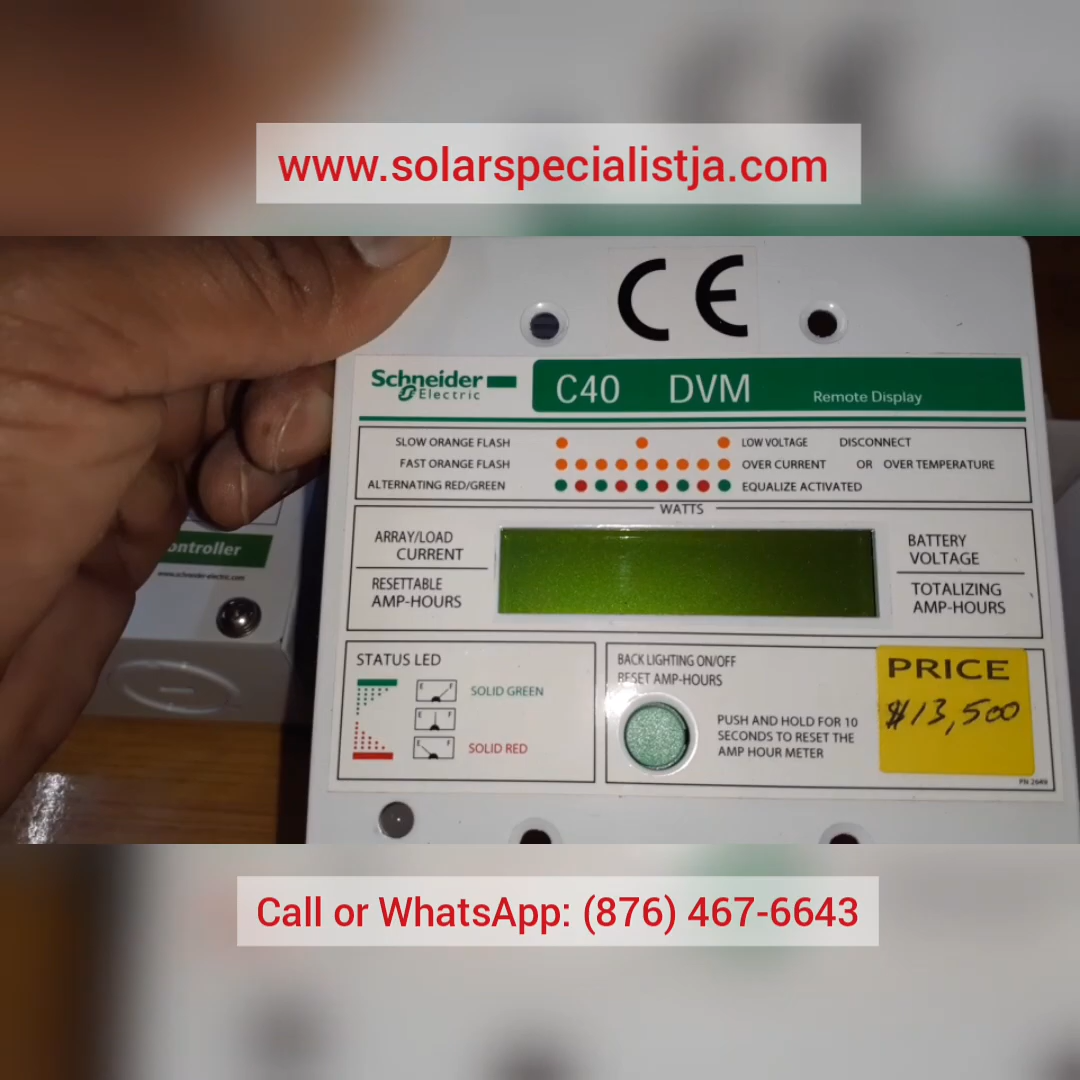 www.solarspecialistja.com
CE
Schneider Electric
C40 DVM Remote Display
SLOW ORANGE FLASH LOW VOLTAGE DISCONNECT
FAST ORANGE FLASH OVER CURRENT OR OVER TEMPERATURE
ALTERNATING RED/GREEN EQUALIZE ACTIVATED
WATTS
ARRAY/LOAD
CURRENT
RESETTABLE
AMP-HOURS
BATTERY
VOLTAGE
TOTALIZING
AMP-HOURS
STATUS LED
SOLID GREEN
SOLID RED
BACK LIGHTING ON/OFF
RESET AMP-HOURS
PUSH AND HOLD FOR 10
SECONDS TO RESET THE
AMP HOUR METER
PRICE
$13,500
PN 2649
ontroller
www.schneider-electric.com
Call or WhatsApp: (876) 467-6643